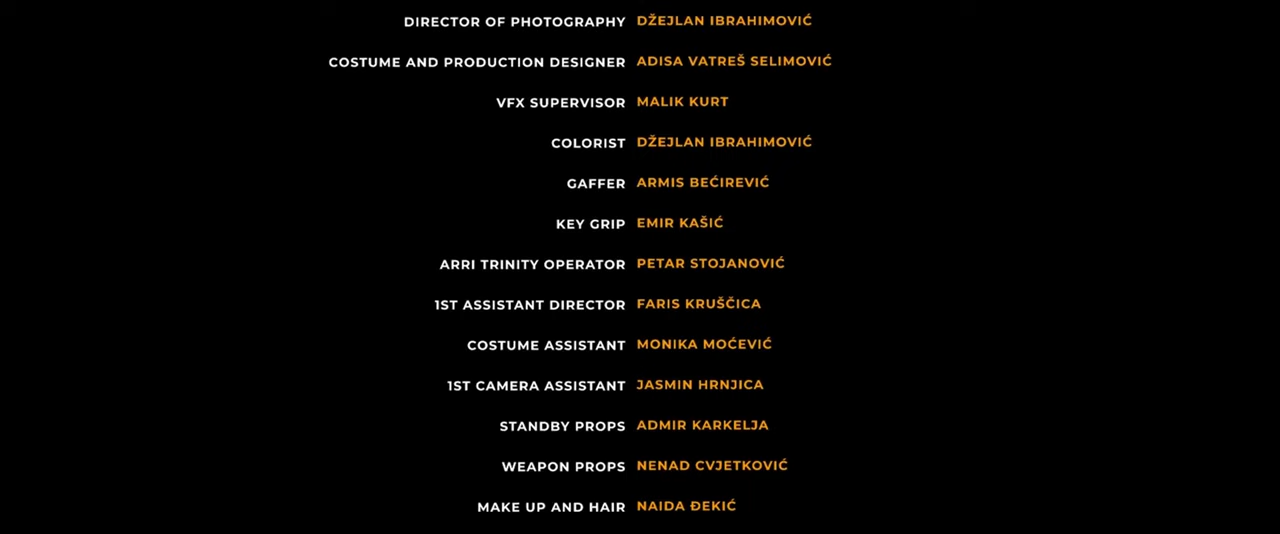 DIRECTOR OF PHOTOGRAPHY DŽEJLAN IBRAHIMOVIĆ
COSTUME AND PRODUCTION DESIGNER ADISA VATREŠ SELIMOVIĆ
VFX SUPERVISOR MALIK KURT
COLORIST DŽEJLAN IBRAHIMOVIĆ
GAFFER ARMIS BEĆIREVIĆ
KEY GRIP EMIR KAŠIĆ
ARRI TRINITY OPERATOR PETAR STOJANOVIĆ
1ST ASSISTANT DIRECTOR FARIS KRUŠČICA
COSTUME ASSISTANT MONIKA MOĆEVIĆ
1ST CAMERA ASSISTANT JASMIN HRNJICA
STANDBY PROPS ADMIR KARKELJA
WEAPON PROPS NENAD CVJETKOVIĆ
MAKE UP AND HAIR NAIDA ĐEKIĆ